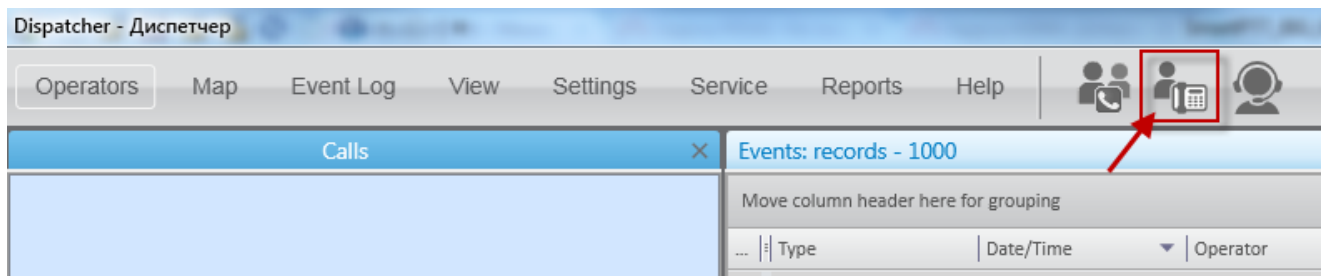 Dispatcher - Диспетчер
Operators Map Event Log View Settings Service Reports Help
Calls
Events: records - 1000
Move column header here for grouping
... Type Date/Time Operator